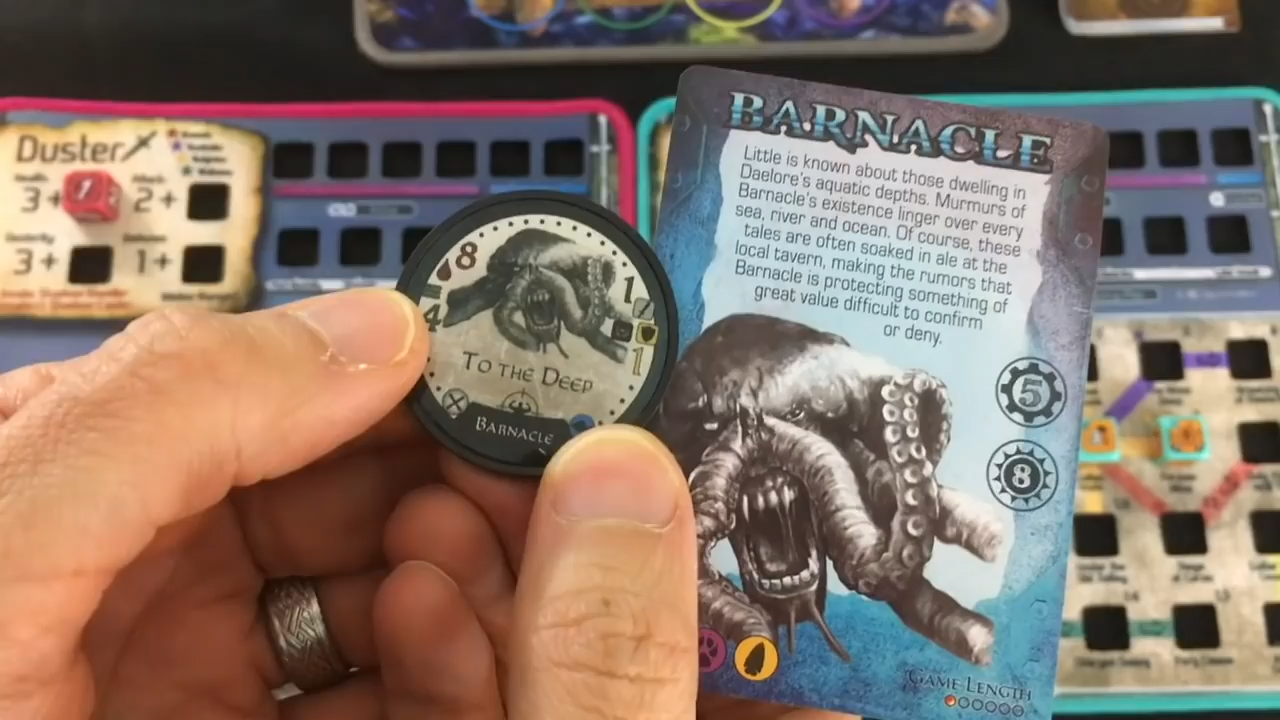 BARNACLE
Little is known about those dwelling in
Daelore's aquatic depths. Murmurs of
Barnacle's existence linger over every
sea, river and ocean. Of course, these
tales are often soaked in ale at the
local tavern, making the rumors that
Barnacle is protecting something of
great value difficult to confirm
or deny.
5
8
GAME LENGTH
8
1
4
1
TO THE DEEP
BARNACLE
Duster
3+
1
2+
3+
1+